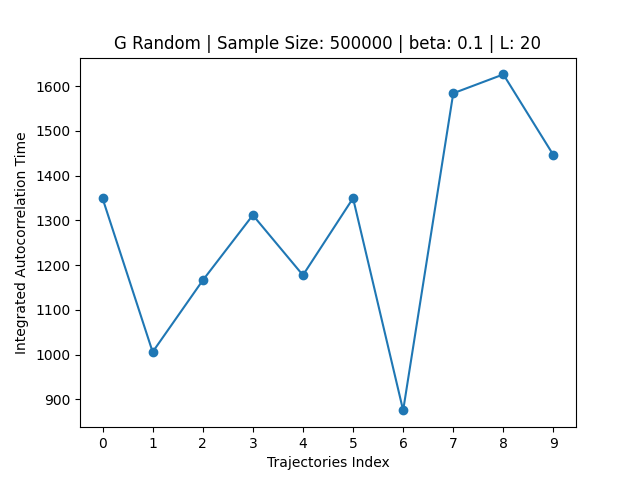 G Random | Sample Size: 500000 | beta: 0.1 | L: 20
Integrated Autocorrelation Time
1600
1500
1400
1300
1200
1100
1000
900
0 1 2 3 4 5 6 7 8 9
Trajectories Index